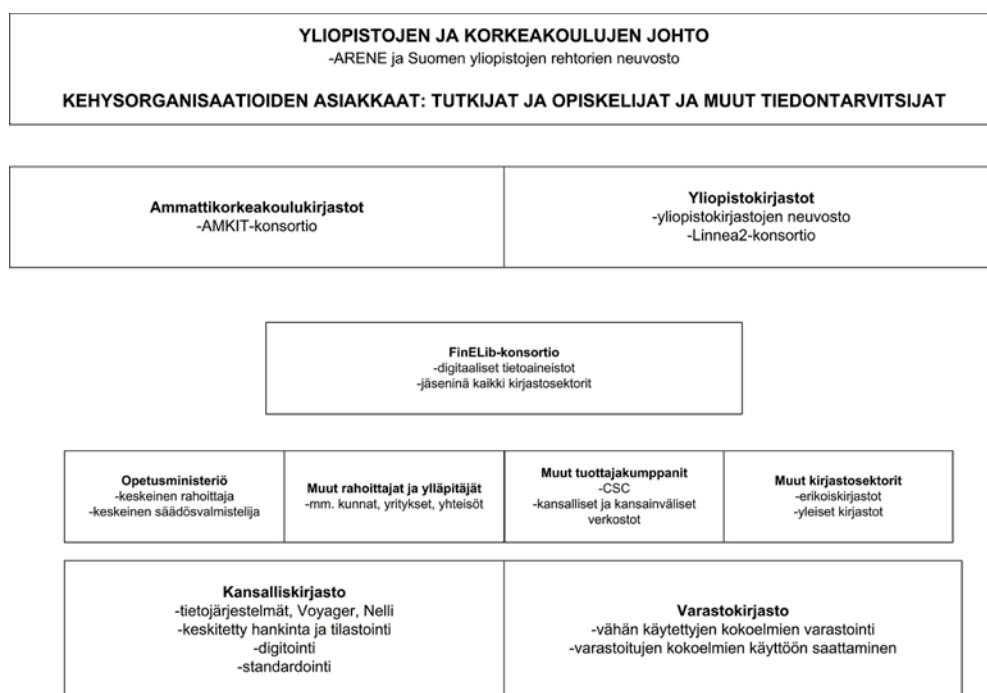 YLIOPISTOJEN JA KORKEAKOULUJEN JOHTO
-ARENE ja Suomen yliopistojen rehtorien neuvosto
KEHYSORGANISAATIOIDEN ASIAKKAAT: TUTKIJAT JA OPISKELIJAT JA MUUT TIEDONTARVITSIJAT
Ammattikorkeakoulukirjastot
-AMKIT-konsortio
Yliopistokirjastot
-yliopistokirjastojen neuvosto
-Linnea2-konsortio
FinELib-konsortio
-digitaaliset tietoaineistot
-jäseninä kaikki kirjastosektorit
Opetusministeriö
-keskeinen rahoittaja
-keskeinen säädösvalmistelija
Muut rahoittajat ja ylläpitäjät
-mm. kunnat, yritykset, yhteisöt
Muut tuottajakumppanit
-CSC
-kansalliset ja kansainväliset
verkostot
Muut kirjastosektorit
-erikoiskirjastot
-yleiset kirjastot
Kansalliskirjasto
-tietojärjestelmät, Voyager, Nelli
-keskitetty hankinta ja tilastointi
-digitointi
-standardointi
Varastokirjasto
-vähän käytettyjen kokoelmien varastointi
-varastoitujen kokoelmien käyttöön saattaminen